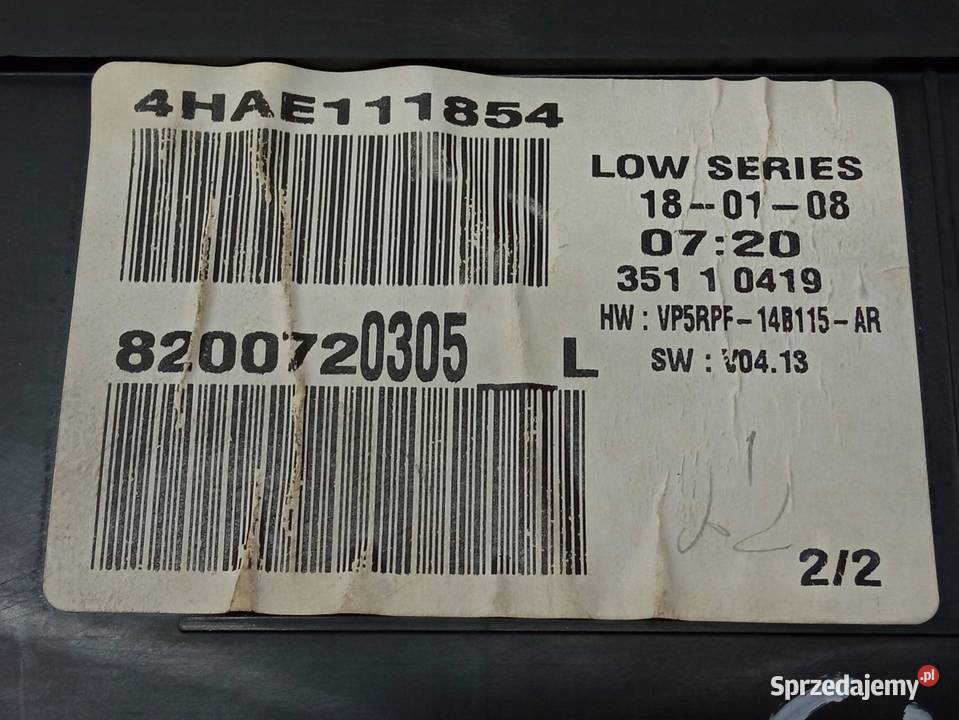 4HAE111854
LOW SERIES
18-01-08
07:20
351 1 0419
HW : VP5RPF-14B115-AR
SW : V04.13
8200720305__L
2/2
Sprzedajemy.pl